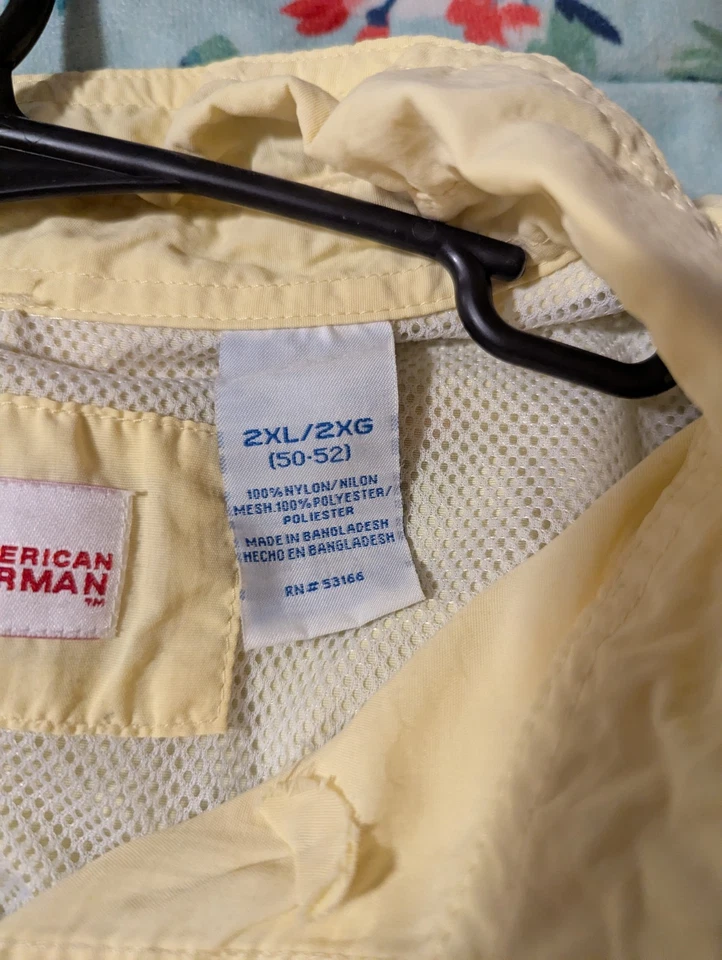 2XL/2XG
(50-52)
100% NYLON/NILON
MESH.100% POLYESTER/
POLIESTER
MADE IN BANGLADESH
HECHO EN BANGLADESH
RN# 53166
ERICAN
RMAN
TM